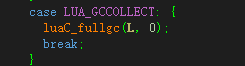 case LUA_GCCOLLECT: {
luaC_fullgc(L, 0);
break;
}